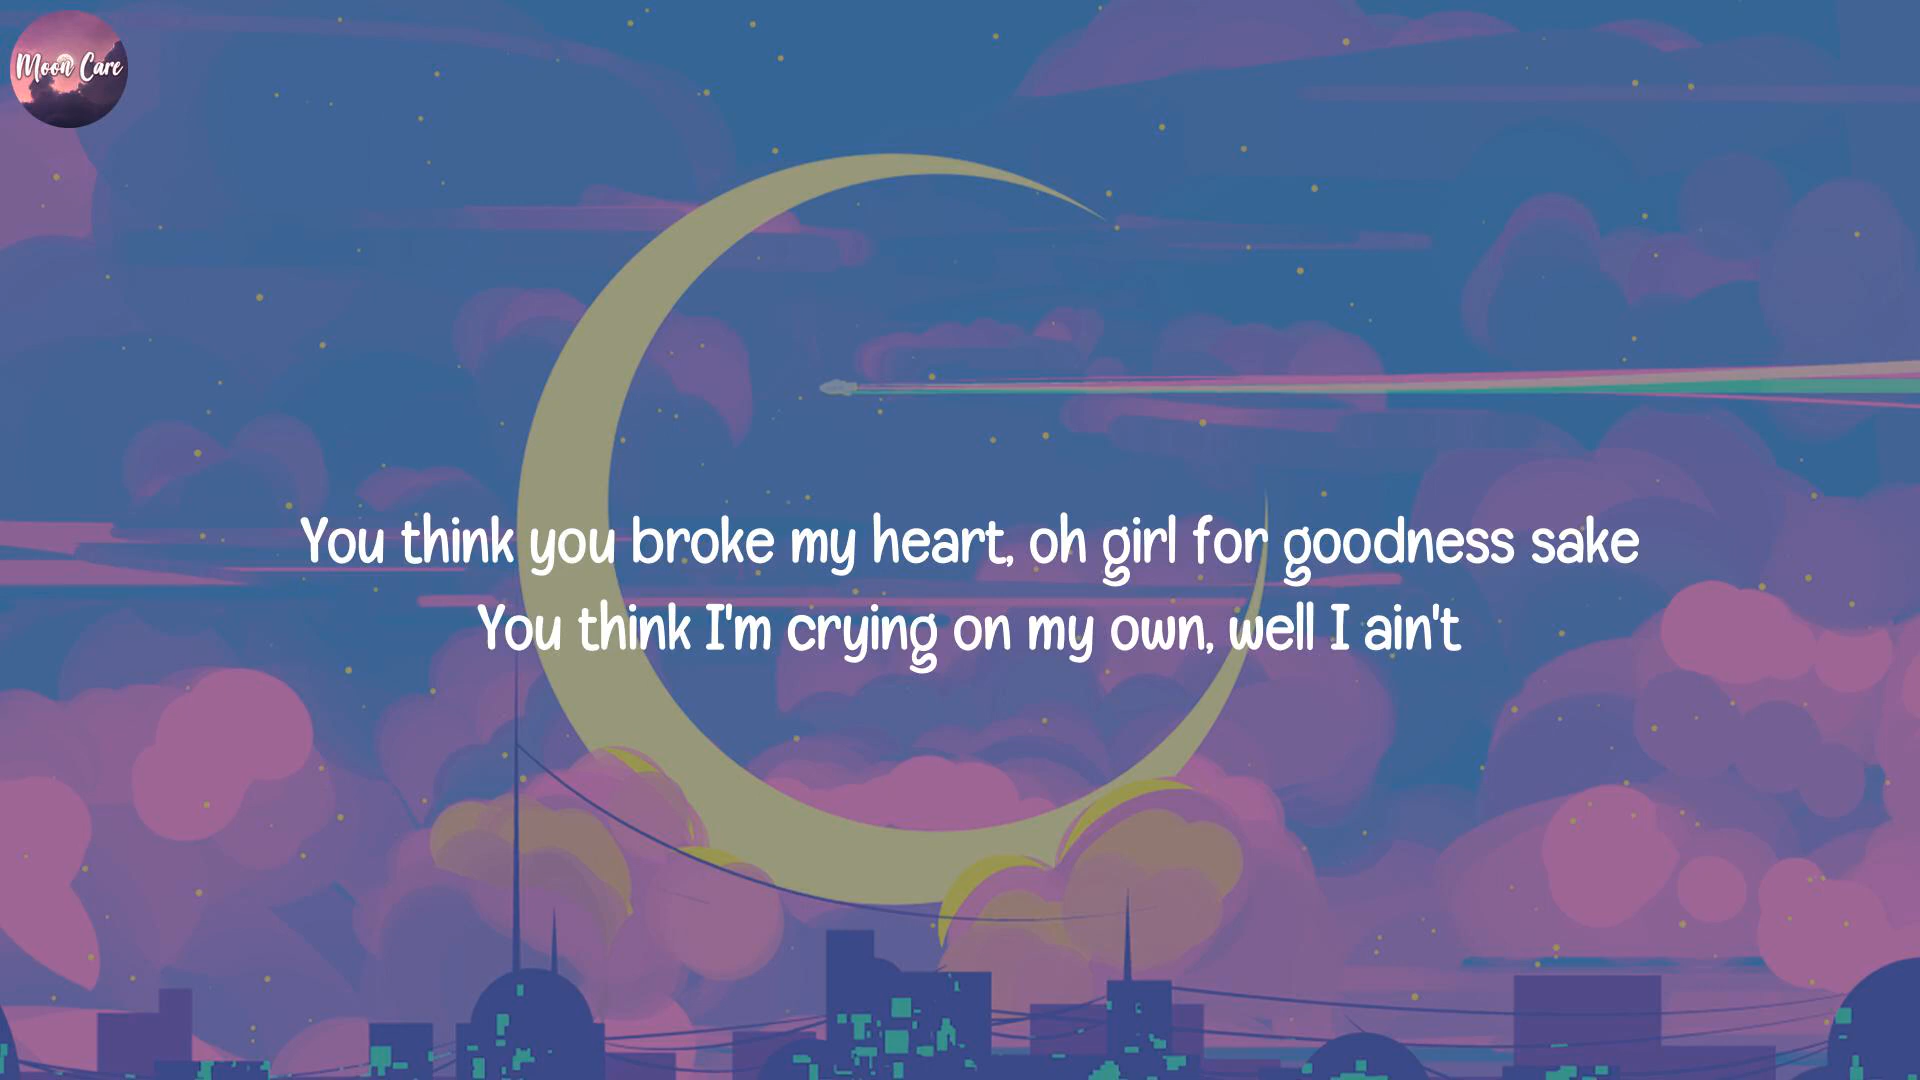 Moon Care
You think you broke my heart, oh girl for goodness sake
You think I'm crying on my own, well I ain't